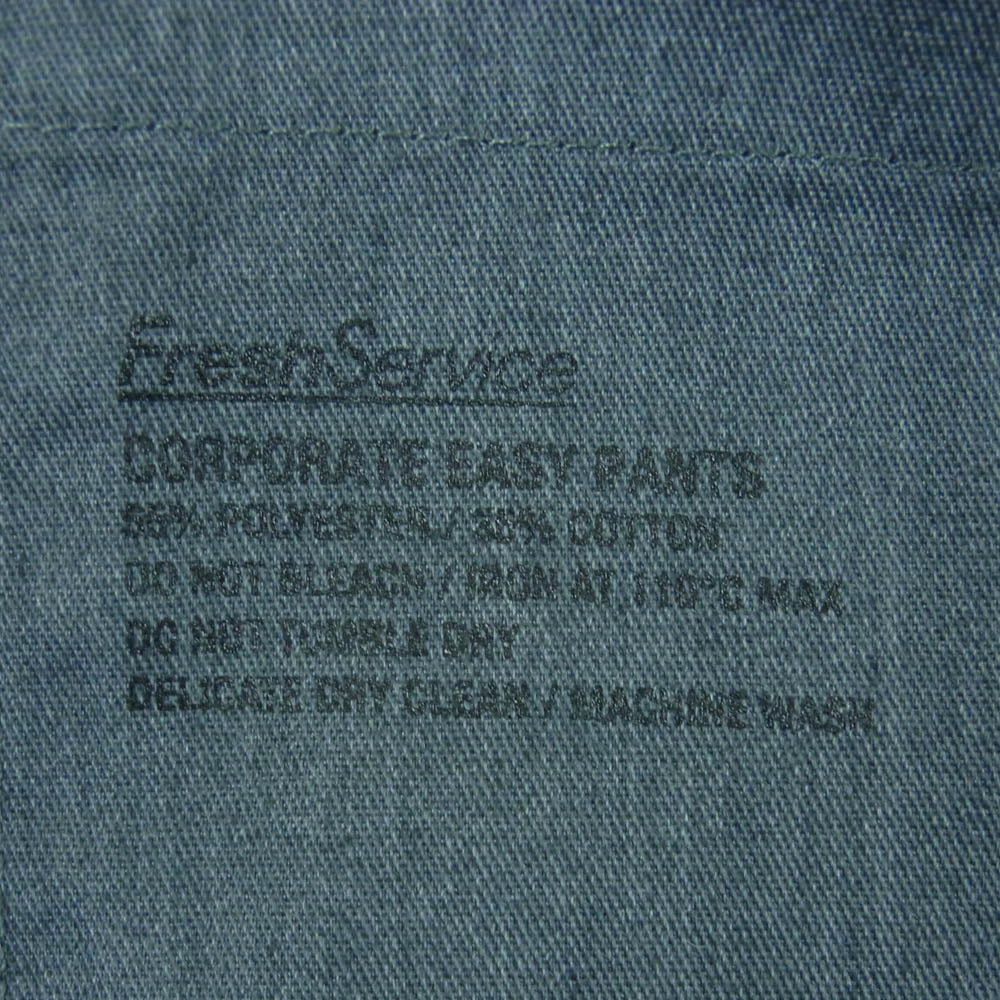 FreshService
CORPORATE EASY PANTS
65% POLYESTER / 35% COTTON
DO NOT BLEACH / IRON AT 110°C MAX
DO NOT TUMBLE DRY
DELICATE DRY CLEAN / MACHINE WASH